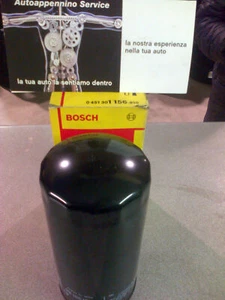 Autoappennino Service
la nostra esperienza
nella tua auto
la tua auto la sentiamo dentro
BOSCH